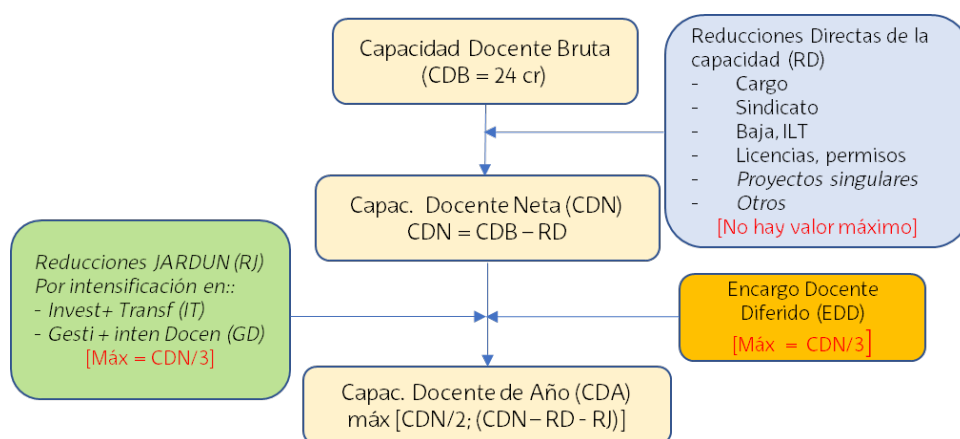 Capacidad Docente Bruta
(CDB = 24 cr)
Reducciones Directas de la
capacidad (RD)
- Cargo
- Sindicato
- Baja, ILT
- Licencias, permisos
- Proyectos singulares
- Otros
[No hay valor máximo]
Capac. Docente Neta (CDN)
CDN = CDB – RD
Reducciones JARDUN (RJ)
Por intensificación en::
- Invest+ Transf (IT)
- Gesti + inten Docen (GD)
[Máx = CDN/3]
Encargo Docente
Diferido (EDD)
[Máx = CDN/3]
Capac. Docente de Año (CDA)
máx [CDN/2; (CDN – RD - RJ)]